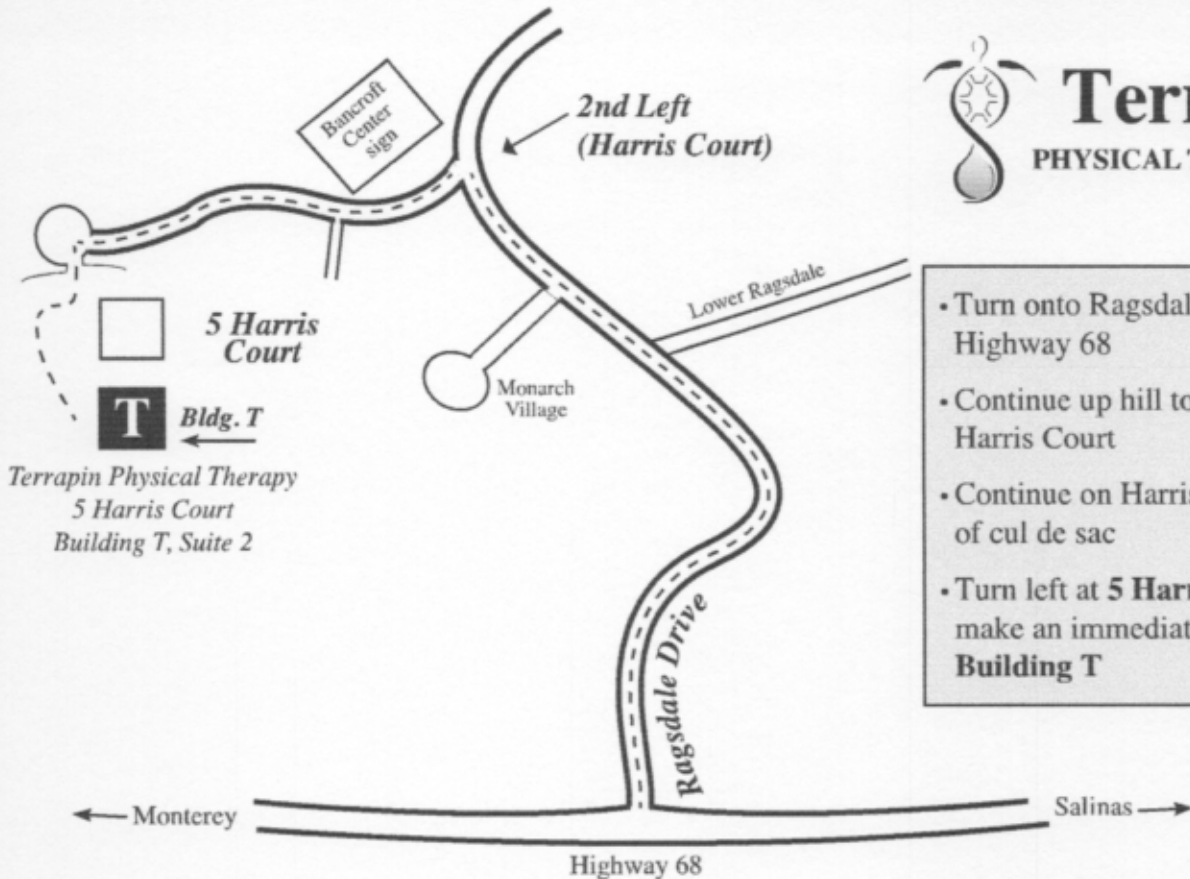 Bancroft
Center
sign
2nd Left
(Harris Court)
Terr
PHYSICAL T
Lower Ragsdale
5 Harris
Court
Monarch
Village
T
Bldg. T
Terrapin Physical Therapy
5 Harris Court
Building T, Suite 2
• Turn onto Ragsdal
Highway 68
• Continue up hill to
Harris Court
• Continue on Harris
of cul de sac
• Turn left at 5 Harr
make an immediat
Building T
Ragsdale Drive
Monterey
Salinas
Highway 68